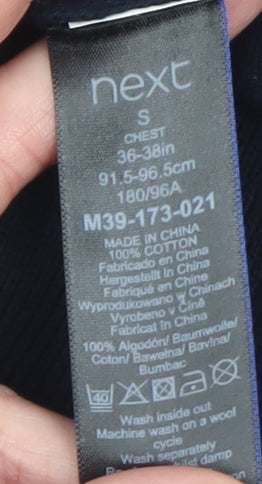 next
S
CHEST
36-38in
91.5-96.5cm
180/96A
M39-173-021
MADE IN CHINA
100% COTTON
Fabricado en China
Hergestellt in China
Fabriqué en Chine
Wyprodukowano w Chinach
Vyrobeno v Číně
Fabricat în China
100% Algodón/ Baumwolle/
Coton/ Bawełna/ Bavlna/
Bumbac
40
Wash inside out
Machine wash on a wool
cycle
Wash separately
damp